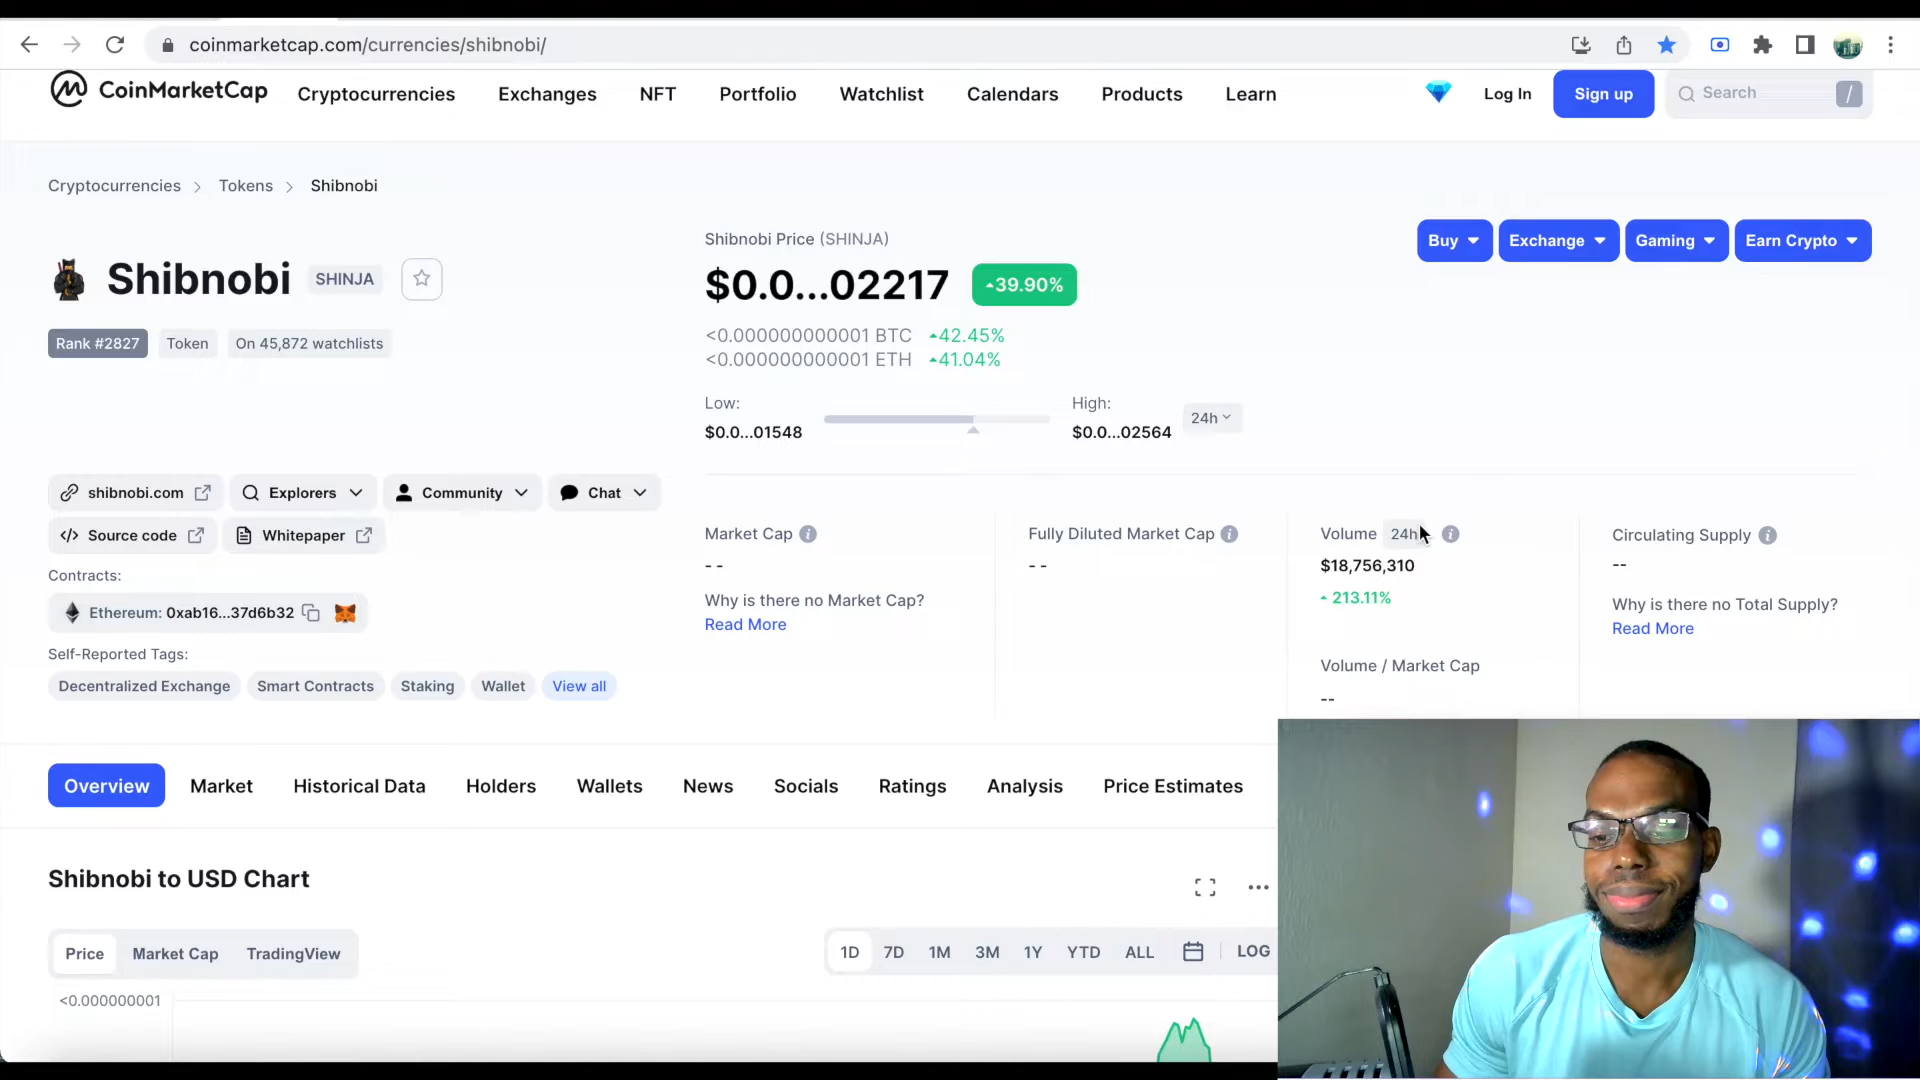 coinmarketcap.com/currencies/shibnobi/
CoinMarketCap Cryptocurrencies Exchanges NFT Portfolio Watchlist Calendars Products Learn Log In Sign up Search /
Cryptocurrencies > Tokens > Shibnobi
Shibnobi SHINJA
Rank #2827 Token On 45,872 watchlists
Shibnobi Price (SHINJA)
$0.0...02217 39.90%
<0.000000000001 BTC 42.45%
<0.000000000001 ETH 41.04%
Low: High:
$0.0...01548 $0.0...02564 24h
Buy Exchange Gaming Earn Crypto
shibnobi.com Explorers Community Chat
</> Source code Whitepaper
Contracts:
Ethereum: 0xab16...37d6b32
Self-Reported Tags:
Decentralized Exchange Smart Contracts Staking Wallet View all
Market Cap i
- -
Why is there no Market Cap?
Read More
Fully Diluted Market Cap i
- -
Volume 24h i
$18,756,310
213.11%
Volume / Market Cap
--
Circulating Supply i
--
Why is there no Total Supply?
Read More
Overview Market Historical Data Holders Wallets News Socials Ratings Analysis Price Estimates
Shibnobi to USD Chart
Price Market Cap TradingView
1D 7D 1M 3M 1Y YTD ALL LOG
<0.000000001